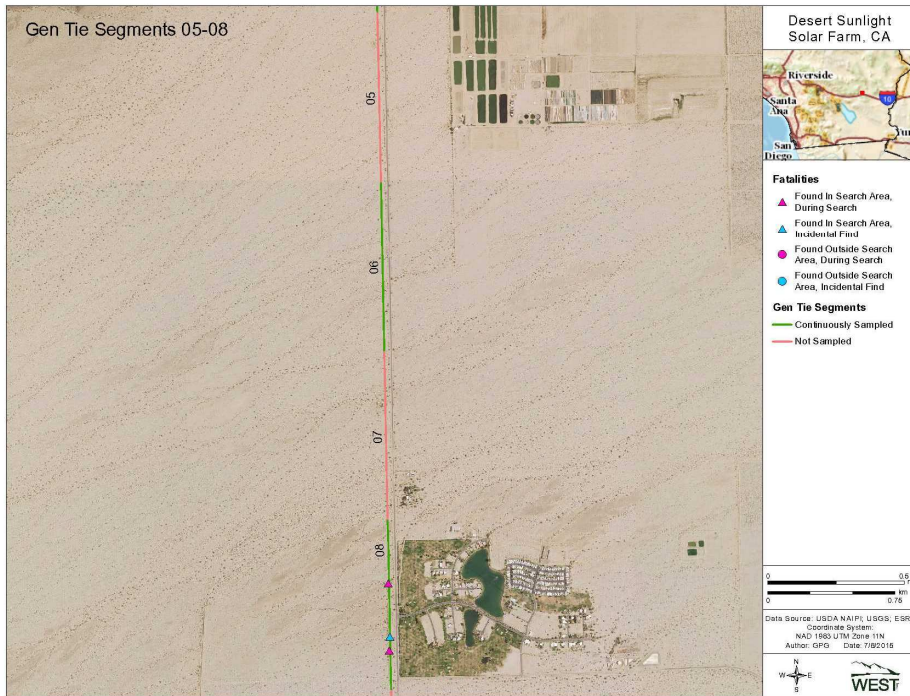 Gen Tie Segments 05-08
05
06
07
08
Desert Sunlight
Solar Farm, CA
Riverside
Santa
Ana
10
San
Diego
Fatalities
Found In Search Area,
During Search
Found In Search Area,
Incidental Find
Found Outside Search
Area, During Search
Found Outside Search
Area, Incidental Find
Gen Tie Segments
Continuously Sampled
Not Sampled
0
km
0 0.75
Data Source: USDA NAIPI; USGS; ESR
Coordinate System:
NAD 1983 UTM Zone 11N
Author: GPG Date: 7/8/2015
N
W E
S
WEST